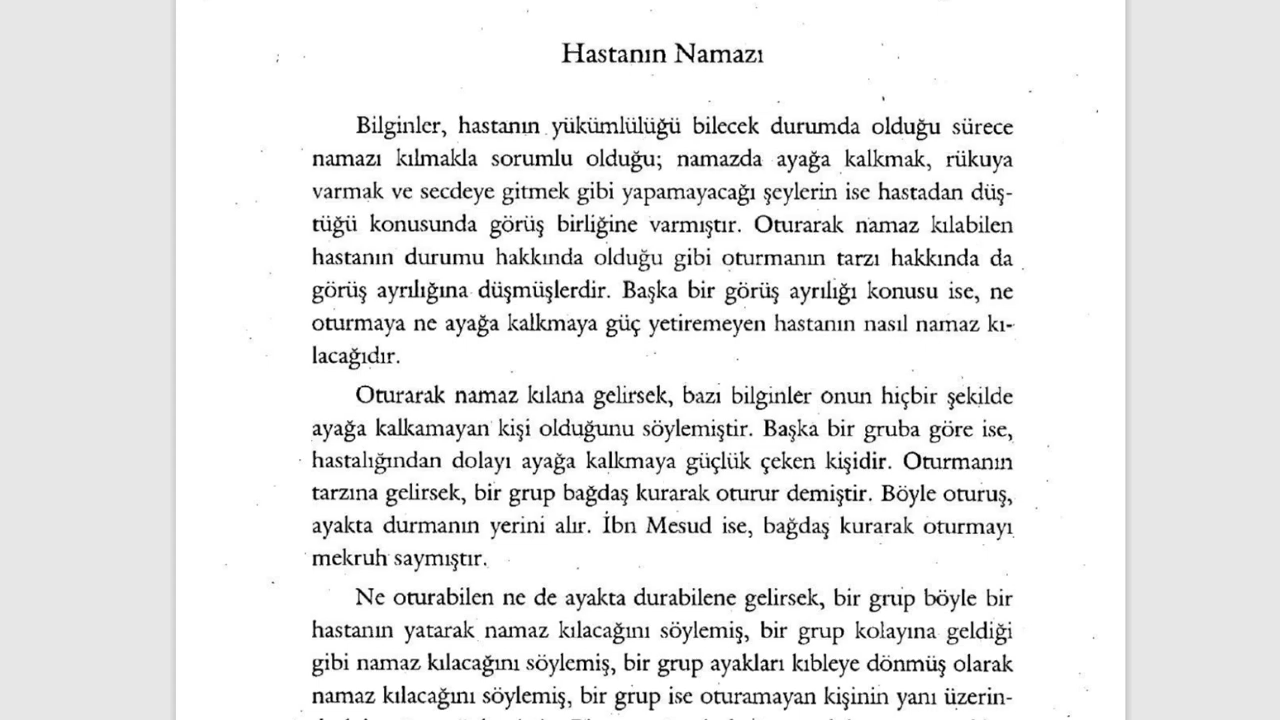 Hastanın Namazı
Bilginler, hastanın yükümlülüğü bilecek durumda olduğu sürece
namazı kılmakla sorumlu olduğu; namazda ayağa kalkmak, rükuya
varmak ve secdeye gitmek gibi yapamayacağı şeylerin ise hastadan düş-
tüğü konusunda görüş birliğine varmıştır. Oturarak namaz kılabilen
hastanın durumu hakkında olduğu gibi oturmanın tarzı hakkında da
görüş ayrılığına düşmüşlerdir. Başka bir görüş ayrılığı konusu ise, ne
oturmaya ne ayağa kalkmaya güç yetiremeyen hastanın nasıl namaz kı-
lacağıdır.
Oturarak namaz kılana gelirsek, bazı bilginler onun hiçbir şekilde
ayağa kalkamayan kişi olduğunu söylemiştir. Başka bir gruba göre ise,
hastalığından dolayı ayağa kalkmaya güçlük çeken kişidir. Oturmanın
tarzına gelirsek, bir grup bağdaş kurarak oturur demiştir. Böyle oturuş,
ayakta durmanın yerini alır. İbn Mesud ise, bağdaş kurarak oturmayı
mekruh saymıştır.
Ne oturabilen ne de ayakta durabilene gelirsek, bir grup böyle bir
hastanın yatarak namaz kılacağını söylemiş, bir grup kolayına geldiği
gibi namaz kılacağını söylemiş, bir grup ayakları kıbleye dönmüş olarak
namaz kılacağını söylemiş, bir grup ise oturamayan kişinin yanı üzerin-